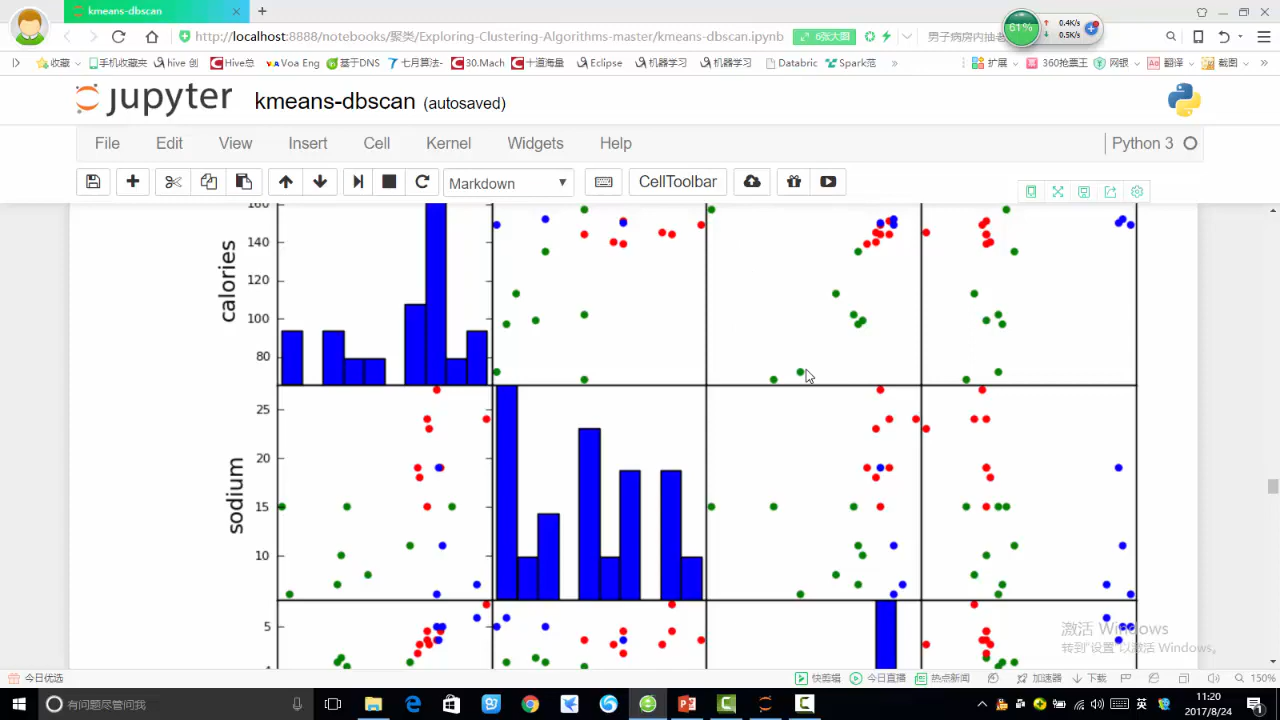 kmeans-dbscan
http://localhost:8888/notebooks/聚类/Exploring-Clustering-Algorithms-master/kmeans-dbscan.ipynb
6张大图
男子病房内抽
61%
0.4K/s
0.5K/s
收藏
手机收藏夹
hive 创
Hive总
Voa Eng
基于DNS
七月算法-
30.Mach
十道海量
Eclipse
机器学习
机器学习
Databric
Spark范
»
扩展
360抢票王
网银
翻译
截图
»
jupyter kmeans-dbscan (autosaved)
File Edit View Insert Cell Kernel Widgets Help Python 3
Markdown CellToolbar
160
140
120
100
80
calories
25
20
15
10
sodium
5
激活 Windows
转到"设置"以激活 Windows。
今日优选
快剪辑
今日直播
热点新闻
加速器
下载
150%
有问题尽管问我
英
11:20
2017/8/24